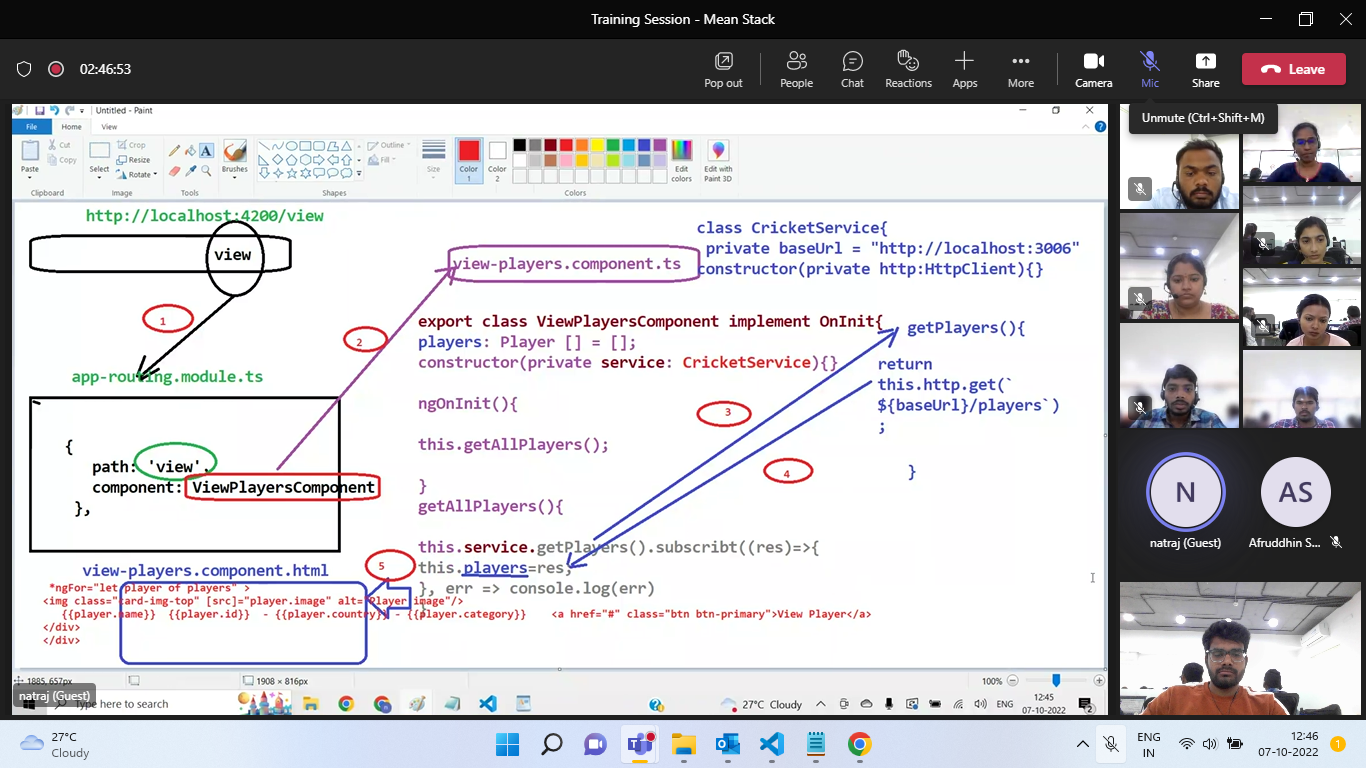 Training Session - Mean Stack
02:46:53
Pop out
People
Chat
Reactions
Apps
More
Camera
Mic
Share
Leave
Unmute (Ctrl+Shift+M)
Untitled - Paint
File
Home
View
Paste
Cut
Copy
Clipboard
Select
Crop
Resize
Rotate
Image
Tools
Brushes
Shapes
Outline
Fill
Size
Color 1
Color 2
Colors
Edit colors
Edit with Paint 3D
http://localhost:4200/view
view
1
app-routing.module.ts
{
path: 'view',
component: ViewPlayersComponent
},
2
view-players.component.ts
class CricketService{
private baseUrl = "http://localhost:3006"
constructor(private http:HttpClient){}
export class ViewPlayersComponent implement OnInit{
players: Player [] = [];
constructor(private service: CricketService){}
ngOnInit(){
this.getAllPlayers();
}
getAllPlayers(){
this.service.getPlayers().subscribt((res)=>{
this.players=res;
}, err => console.log(err)
}
getPlayers(){
return
this.http.get(`
${baseUrl}/players`)
;
}
3
4
5
view-players.component.html
*ngFor="let player of players" >
<img class="card-img-top" [src]="player.image" alt="Player image"/>
{{player.name}} {{player.id}} - {{player.country}} - {{player.category}} <a href="#" class="btn btn-primary">View Player</a>
</div>
</div>
1885, 657px
1908 × 816px
100%
natraj (Guest)
Type here to search
27°C Cloudy
ENG
12:45
07-10-2022
2
N
natraj (Guest)
AS
Afruddhin S...
27°C
Cloudy
ENG
IN
12:46
07-10-2022
1